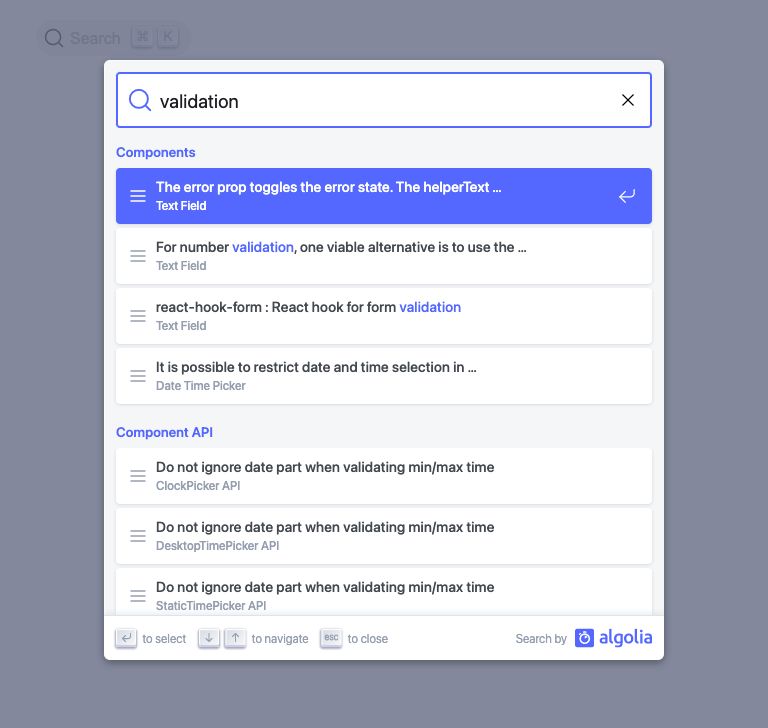 Search ⌘ K
validation
Components
The error prop toggles the error state. The helperText ...
Text Field
For number validation, one viable alternative is to use the ...
Text Field
react-hook-form : React hook for form validation
Text Field
It is possible to restrict date and time selection in ...
Date Time Picker
Component API
Do not ignore date part when validating min/max time
ClockPicker API
Do not ignore date part when validating min/max time
DesktopTimePicker API
Do not ignore date part when validating min/max time
StaticTimePicker API
to select to navigate esc to close Search by algolia